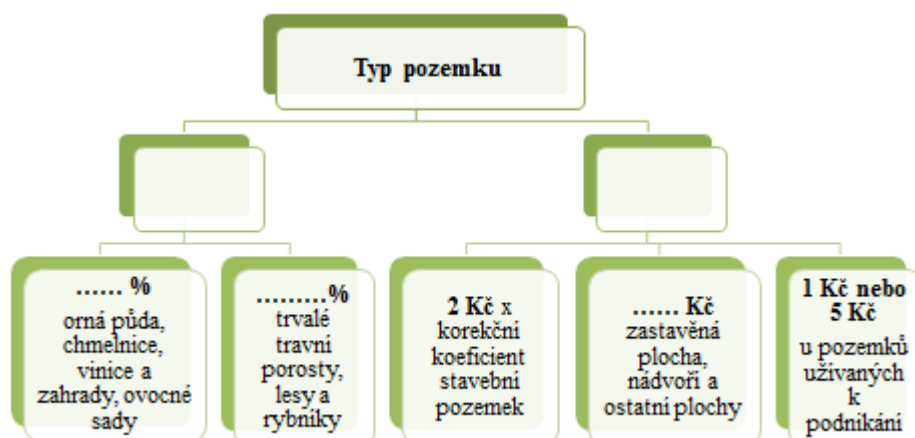 Typ pozemku
…… %
orná půda,
chmelnice,
vinice a
zahrady, ovocné
sady
………%
trvalé
travní
porosty,
lesy a
rybníky
2 Kč x
korekční
koeficient
stavební
pozemek
…… Kč
zastavěná
plocha,
nádvoří a
ostatní plochy
1 Kč nebo
5 Kč
u pozemků
užívaných
k
podnikání